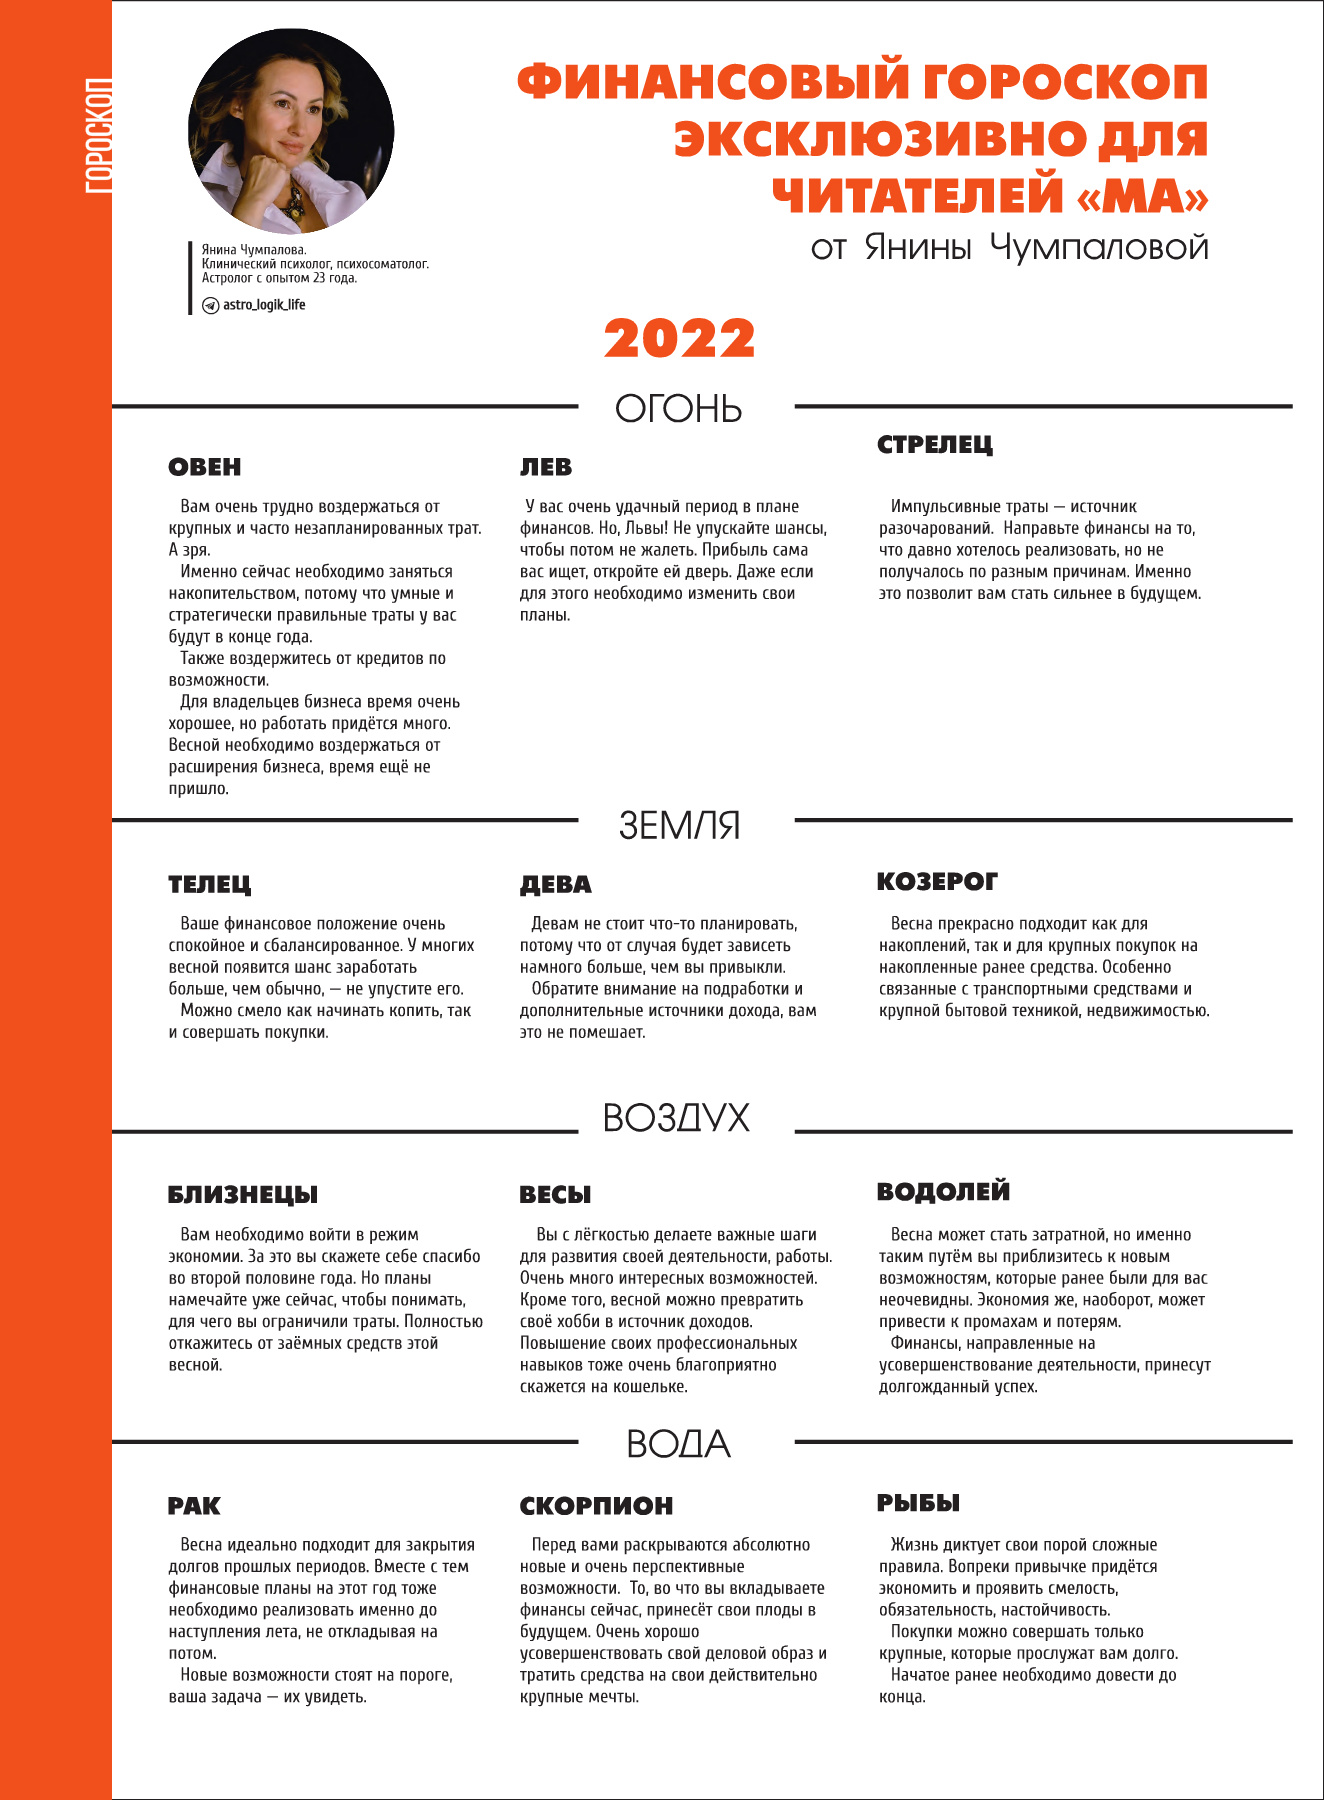 ГОРОСКОП
ФИНАНСОВЫЙ ГОРОСКОП
ЭКСКЛЮЗИВНО ДЛЯ
ЧИТАТЕЛЕЙ «МА»
от Янины Чумпаловой
Янина Чумпалова.
Клинический психолог, психосоматолог.
Астролог с опытом 23 года.
astro_logik_life
2022
ОГОНЬ
ОВЕН
Вам очень трудно воздержаться от
крупных и часто незапланированных трат.
А зря.
Именно сейчас необходимо заняться
накопительством, потому что умные и
стратегически правильные траты у вас
будут в конце года.
Также воздержитесь от кредитов по
возможности.
Для владельцев бизнеса время очень
хорошее, но работать придётся много.
Весной необходимо воздержаться от
расширения бизнеса, время ещё не
пришло.
ЛЕВ
У вас очень удачный период в плане
финансов. Но, Львы! Не упускайте шансы,
чтобы потом не жалеть. Прибыль сама
вас ищет, откройте ей дверь. Даже если
для этого необходимо изменить свои
планы.
СТРЕЛЕЦ
Импульсивные траты — источник
разочарований. Направьте финансы на то,
что давно хотелось реализовать, но не
получалось по разным причинам. Именно
это позволит вам стать сильнее в будущем.
ЗЕМЛЯ
ТЕЛЕЦ
Ваше финансовое положение очень
спокойное и сбалансированное. У многих
весной появится шанс заработать
больше, чем обычно, — не упустите его.
Можно смело как начинать копить, так
и совершать покупки.
ДЕВА
Девам не стоит что-то планировать,
потому что от случая будет зависеть
намного больше, чем вы привыкли.
Обратите внимание на подработки и
дополнительные источники дохода, вам
это не помешает.
КОЗЕРОГ
Весна прекрасно подходит как для
накоплений, так и для крупных покупок на
накопленные ранее средства. Особенно
связанные с транспортными средствами и
крупной бытовой техникой, недвижимостью.
ВОЗДУХ
БЛИЗНЕЦЫ
Вам необходимо войти в режим
экономии. За это вы скажете себе спасибо
во второй половине года. Но планы
намечайте уже сейчас, чтобы понимать,
для чего вы ограничили траты. Полностью
откажитесь от заёмных средств этой
весной.
ВЕСЫ
Вы с лёгкостью делаете важные шаги
для развития своей деятельности, работы.
Очень много интересных возможностей.
Кроме того, весной можно превратить
своё хобби в источник доходов.
Повышение своих профессиональных
навыков тоже очень благоприятно
скажется на кошельке.
ВОДОЛЕЙ
Весна может стать затратной, но именно
таким путём вы приблизитесь к новым
возможностям, которые ранее были для вас
неочевидны. Экономия же, наоборот, может
привести к промахам и потерям.
Финансы, направленные на
усовершенствование деятельности, принесут
долгожданный успех.
ВОДА
РАК
Весна идеально подходит для закрытия
долгов прошлых периодов. Вместе с тем
финансовые планы на этот год тоже
необходимо реализовать именно до
наступления лета, не откладывая на
потом.
Новые возможности стоят на пороге,
ваша задача — их увидеть.
СКОРПИОН
Перед вами раскрываются абсолютно
новые и очень перспективные
возможности. То, во что вы вкладываете
финансы сейчас, принесёт свои плоды в
будущем. Очень хорошо
усовершенствовать свой деловой образ и
тратить средства на свои действительно
крупные мечты.
РЫБЫ
Жизнь диктует свои порой сложные
правила. Вопреки привычке придётся
экономить и проявить смелость,
обязательность, настойчивость.
Покупки можно совершать только
крупные, которые прослужат вам долго.
Начатое ранее необходимо довести до
конца.